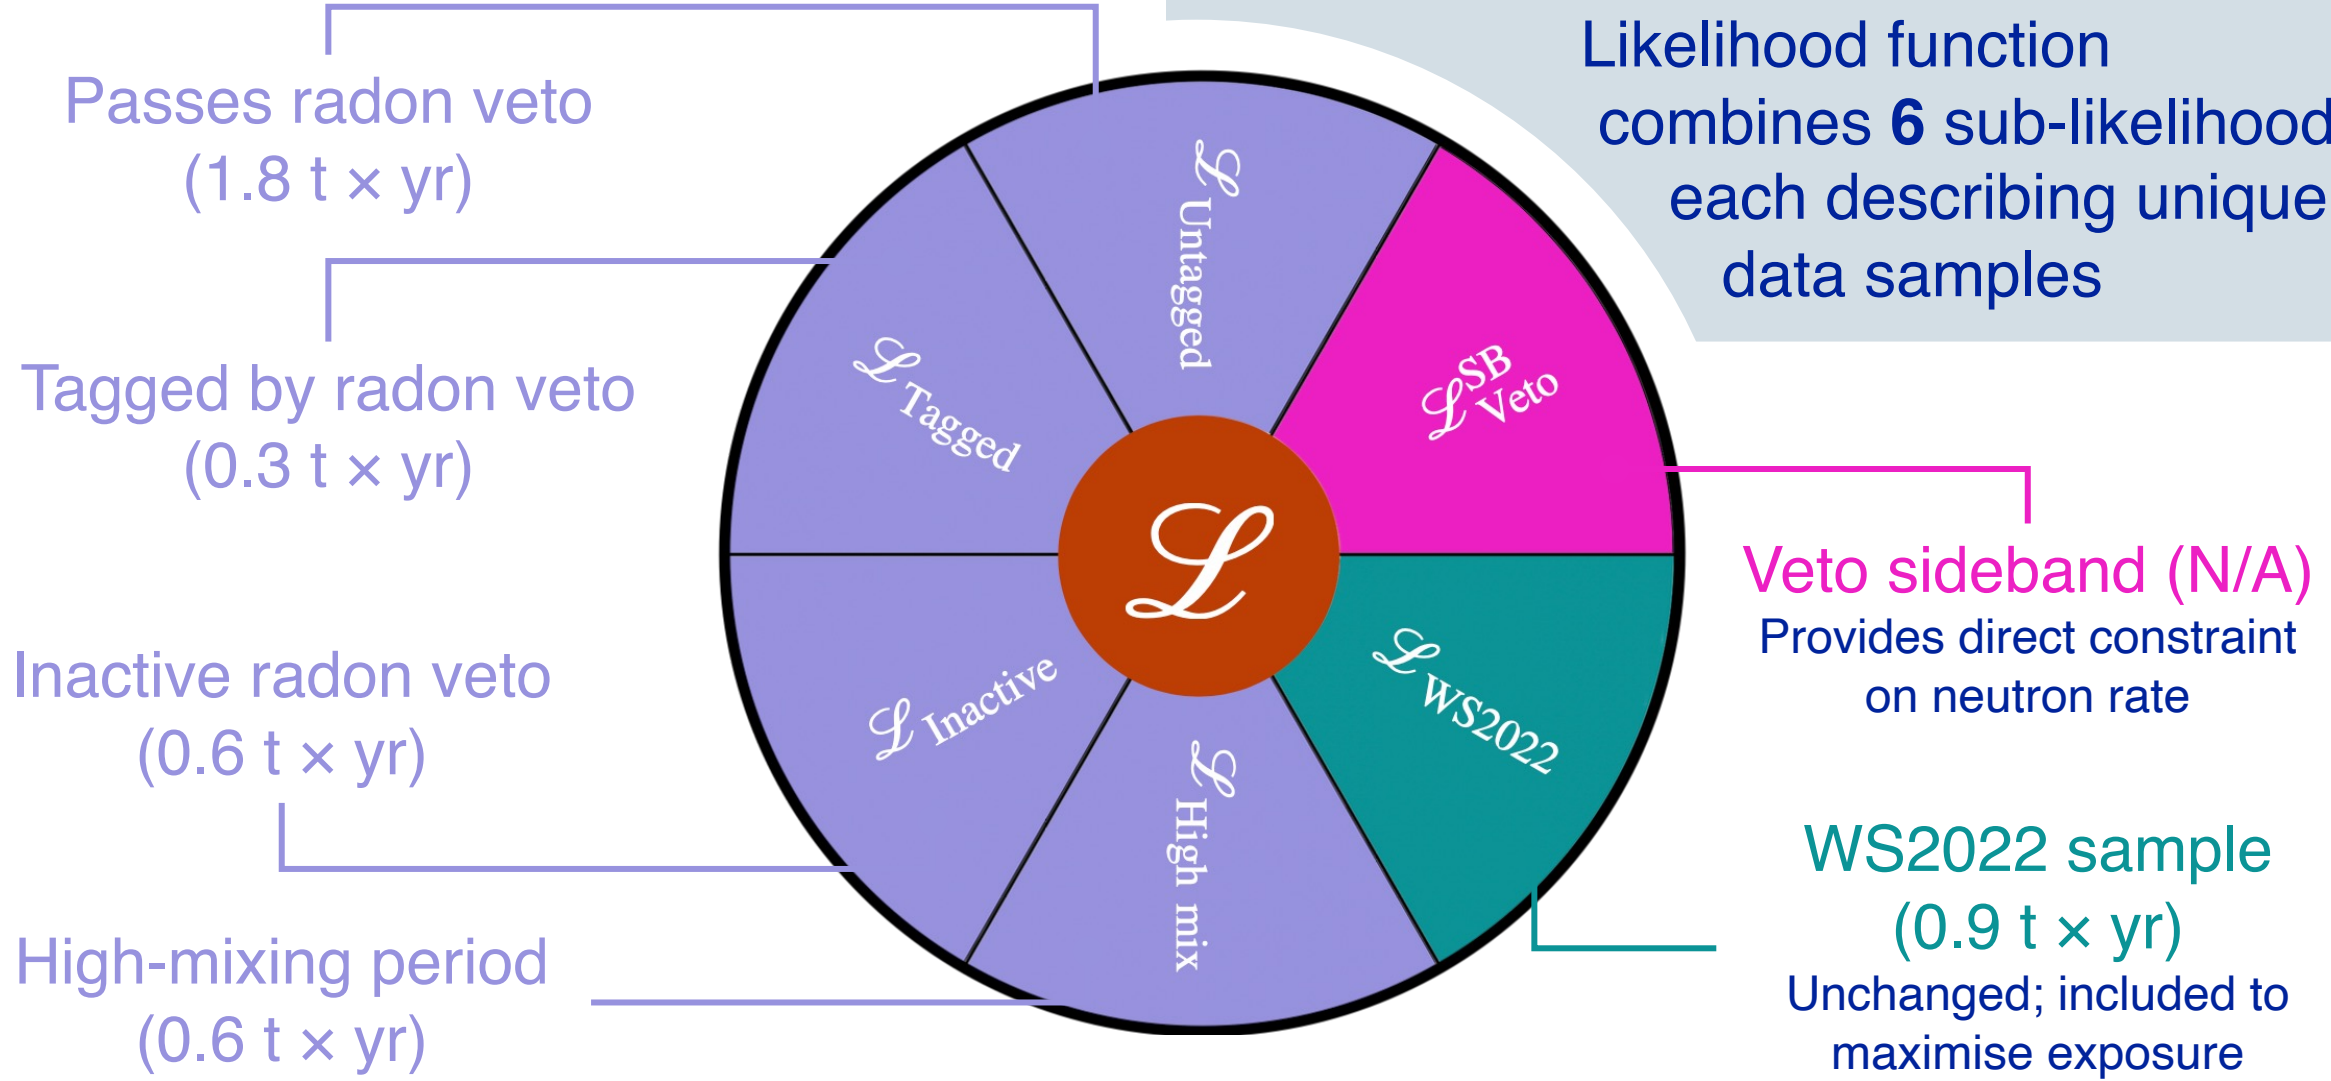 Passes radon veto
(1.8 t × yr)
Tagged by radon veto
(0.3 t × yr)
Inactive radon veto
(0.6 t × yr)
High-mixing period
(0.6 t × yr)
ℒ Untagged
ℒ Tagged
ℒ SB Veto
ℒ
ℒ Inactive
ℒ WS2022
ℒ High mix
Likelihood function
combines 6 sub-likelihood
each describing unique
data samples
Veto sideband (N/A)
Provides direct constraint
on neutron rate
WS2022 sample
(0.9 t × yr)
Unchanged; included to
maximise exposure